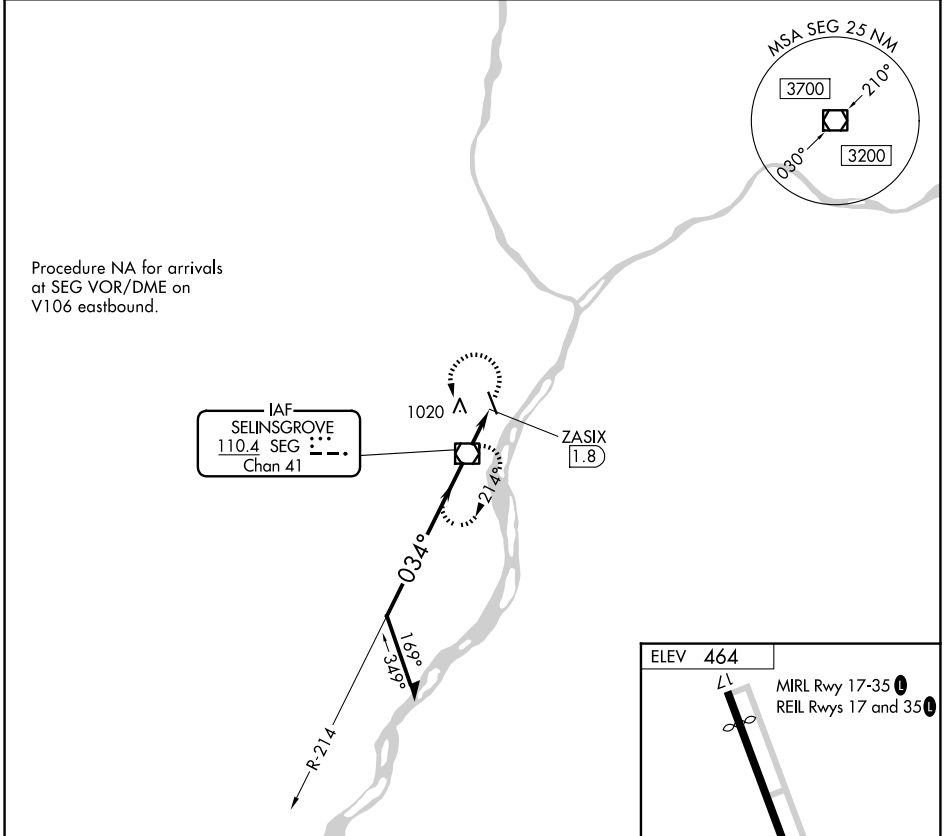 MSA SEG 25 NM
3700
210°
030°
3200
Procedure NA for arrivals
at SEG VOR/DME on
V106 eastbound.
IAF
SELINSGROVE
110.4 SEG
Chan 41
1020
ZASIX
1.8
214°
034°
169°
349°
R-214
ELEV 464
17
MIRL Rwy 17-35 L
REIL Rwys 17 and 35 L